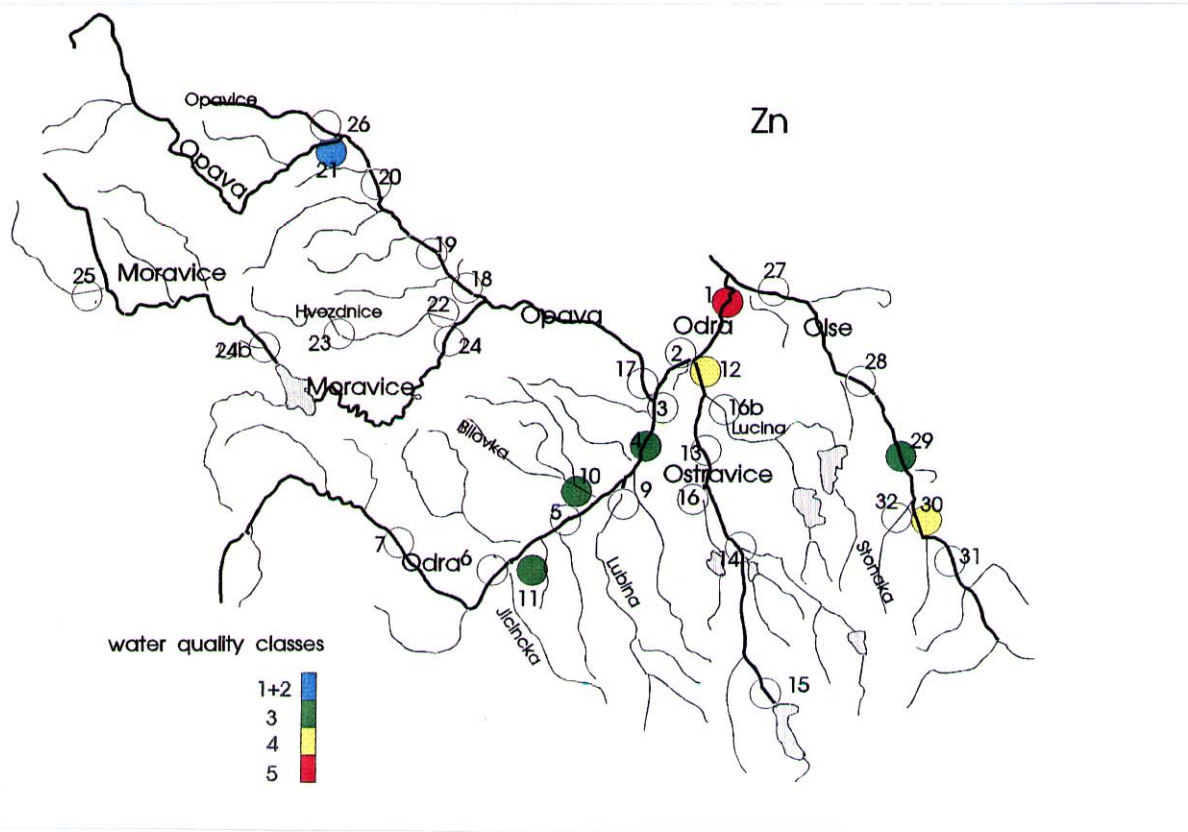 Opavice
26
Zn
Opava
21
20
19
25
Moravice
18
27
1
Hvezdnice
22
Opava
Odra
Olse
23
24b
24
2
17
12
28
Moravice
3
16b
Lucina
Bilovka
4
13
29
Ostravice
10
9
16
5
32
30
7
Odra
6
14
31
11
Lubina
Stonaka
Jicincka
water quality classes
15
1+2
3
4
5